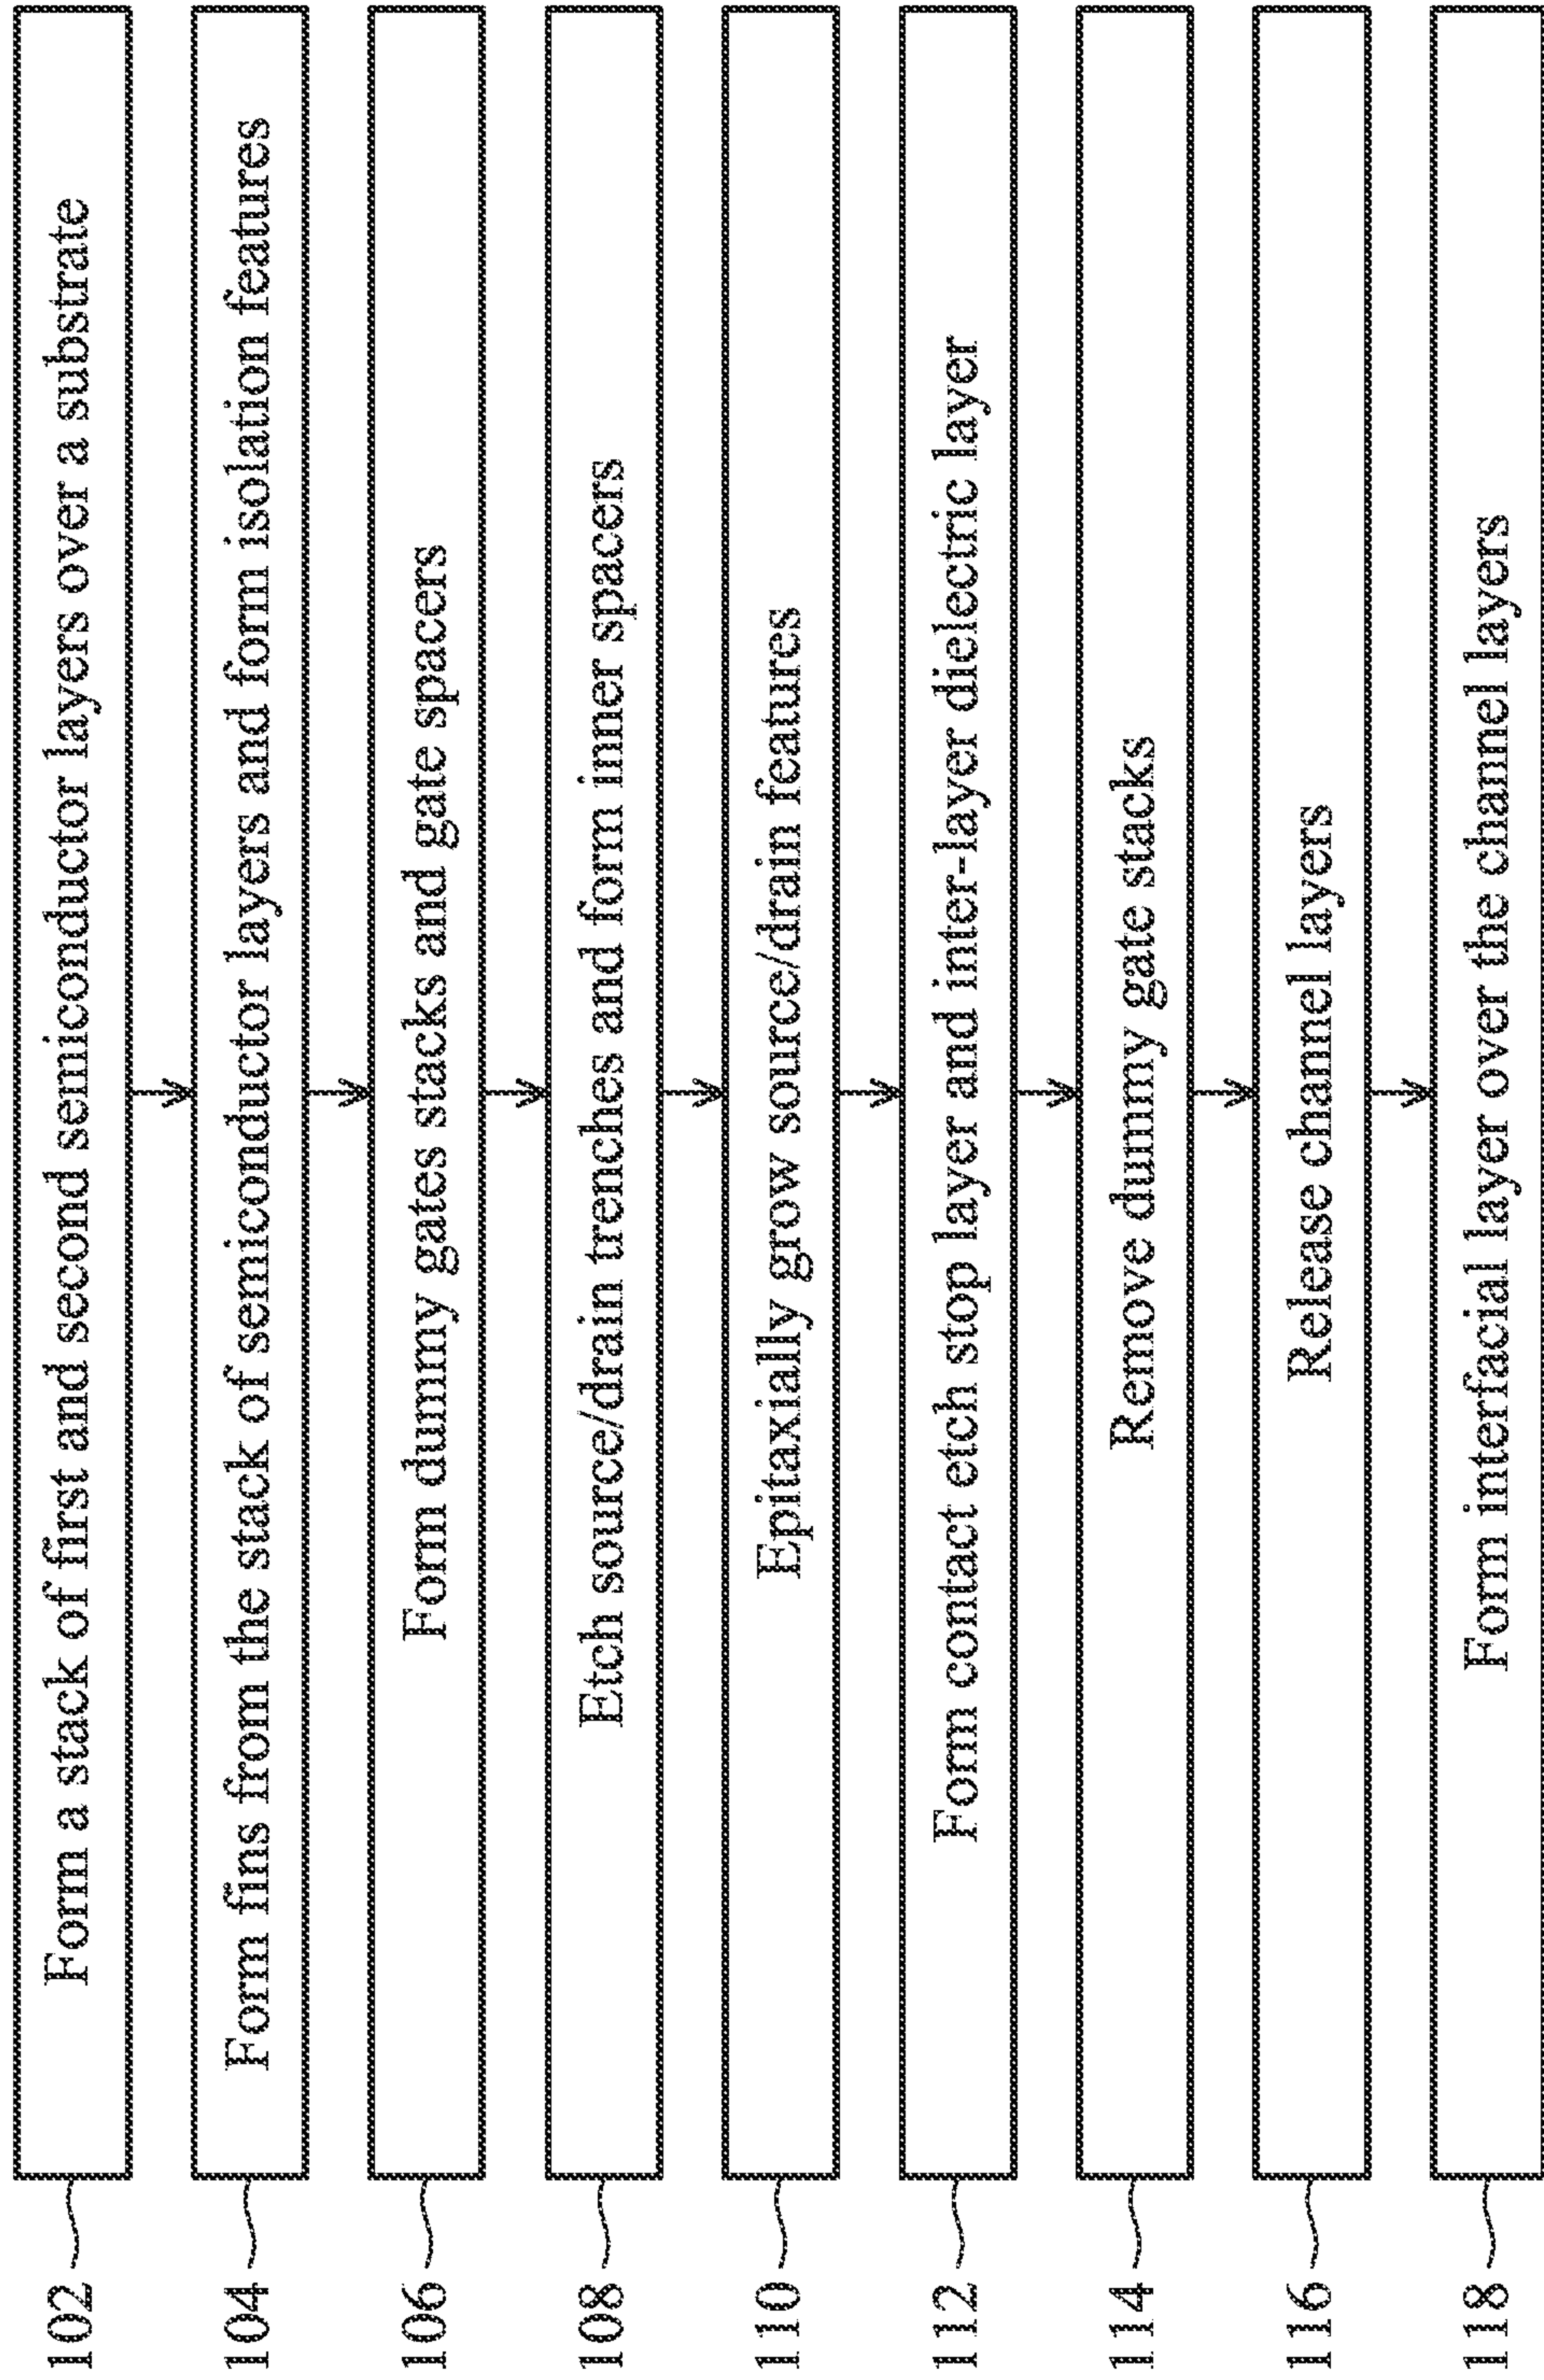 102 Form a stack of first and second semiconductor layers over a substrate
104 Form fins from the stack of semiconductor layers and form isolation features
106 Form dummy gates stacks and gate spacers
108 Etch source/drain trenches and form inner spacers
110 Epitaxially grow source/drain features
112 Form contact etch stop layer and inter-layer dielectric layer
114 Remove dummy gate stacks
116 Release channel layers
118 Form interfacial layer over the channel layers